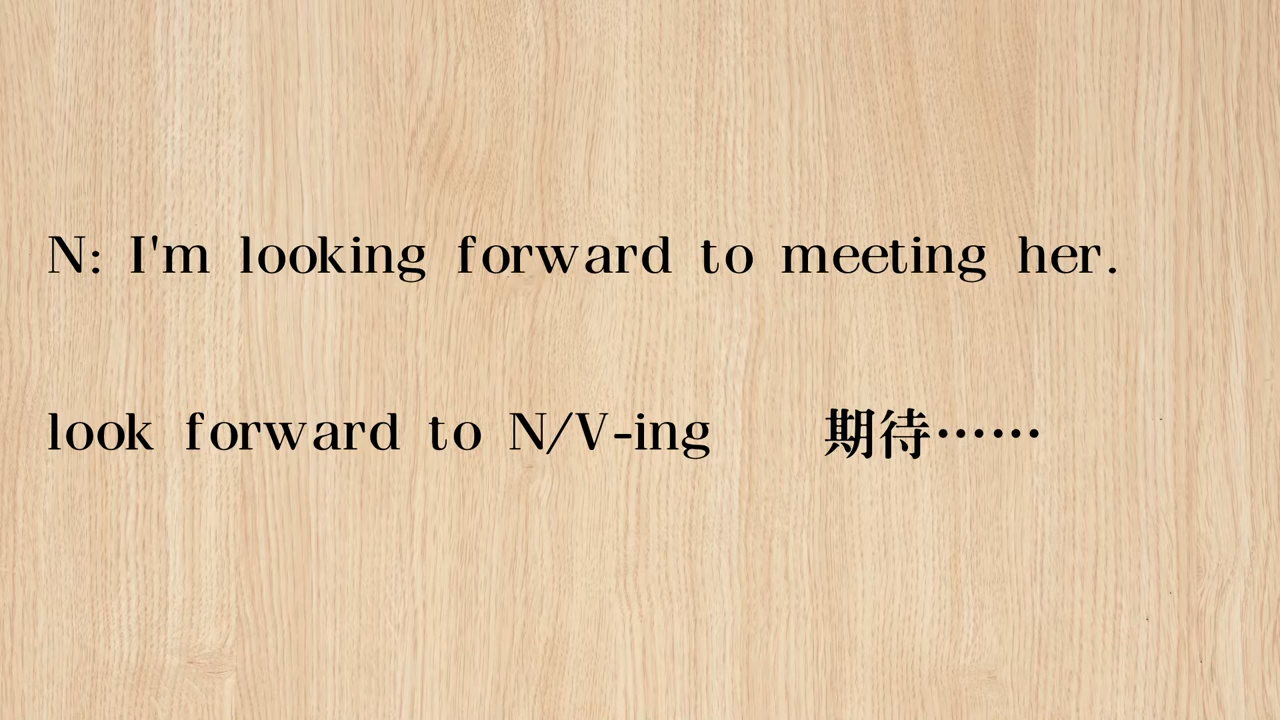 N: I'm looking forward to meeting her.
look forward to N/V-ing 期待……